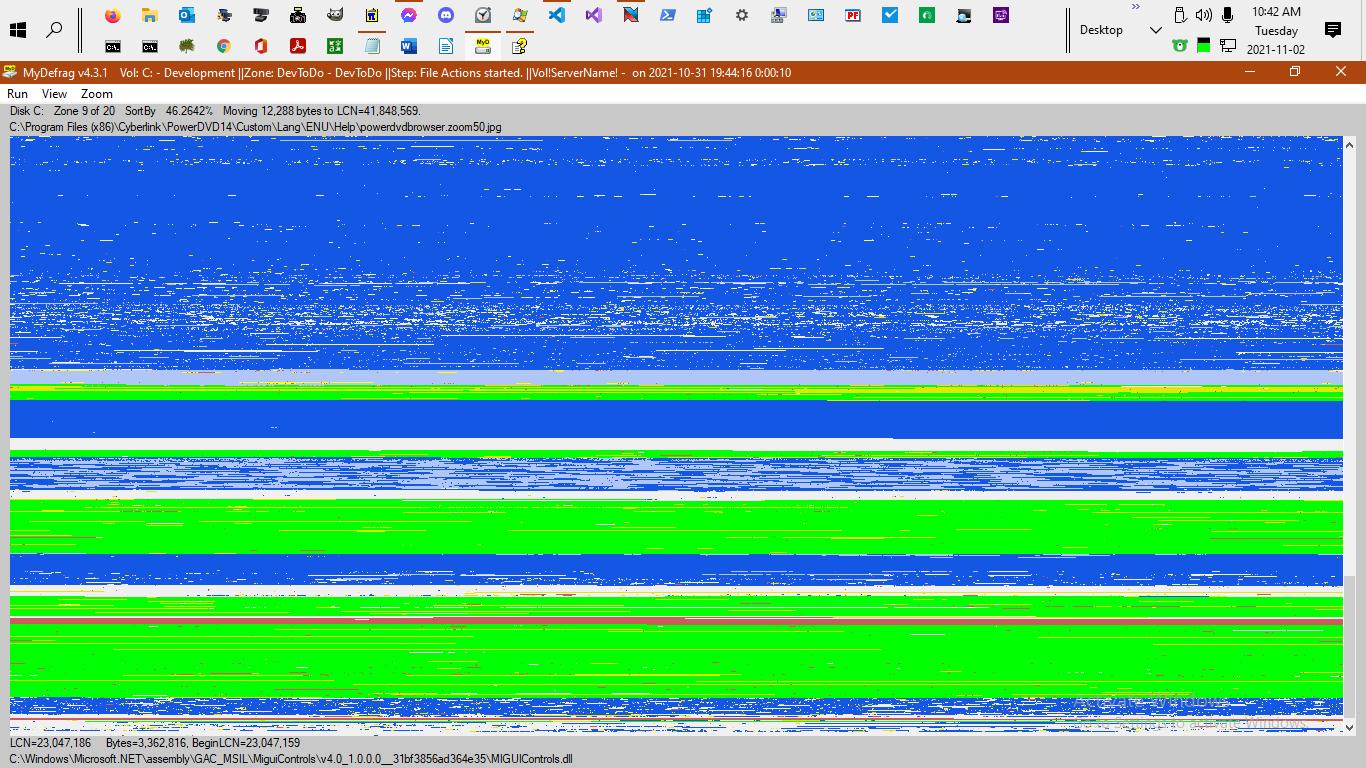 10:42 AM
Desktop
Tuesday
2021-11-02
MyDefrag v4.3.1 Vol: C: - Development ||Zone: DevToDo - DevToDo ||Step: File Actions started. ||Vol!ServerName! - on 2021-10-31 19:44:16 0:00:10
Run View Zoom
Disk C: Zone 9 of 20 SortBy 46.2642% Moving 12,288 bytes to LCN=41,848,569.
C:\Program Files (x86)\Cyberlink\PowerDVD14\Custom\Lang\ENU\Help\powerdvdbrowser.zoom50.jpg
Activate Windows
Go to Settings to activate Windows.
LCN=23,047,186 Bytes=3,362,816, BeginLCN=23,047,159
C:\Windows\Microsoft.NET\assembly\GAC_MSIL\MiguiControls\v4.0_1.0.0.0__31bf3856ad364e35\MIGUIControls.dll